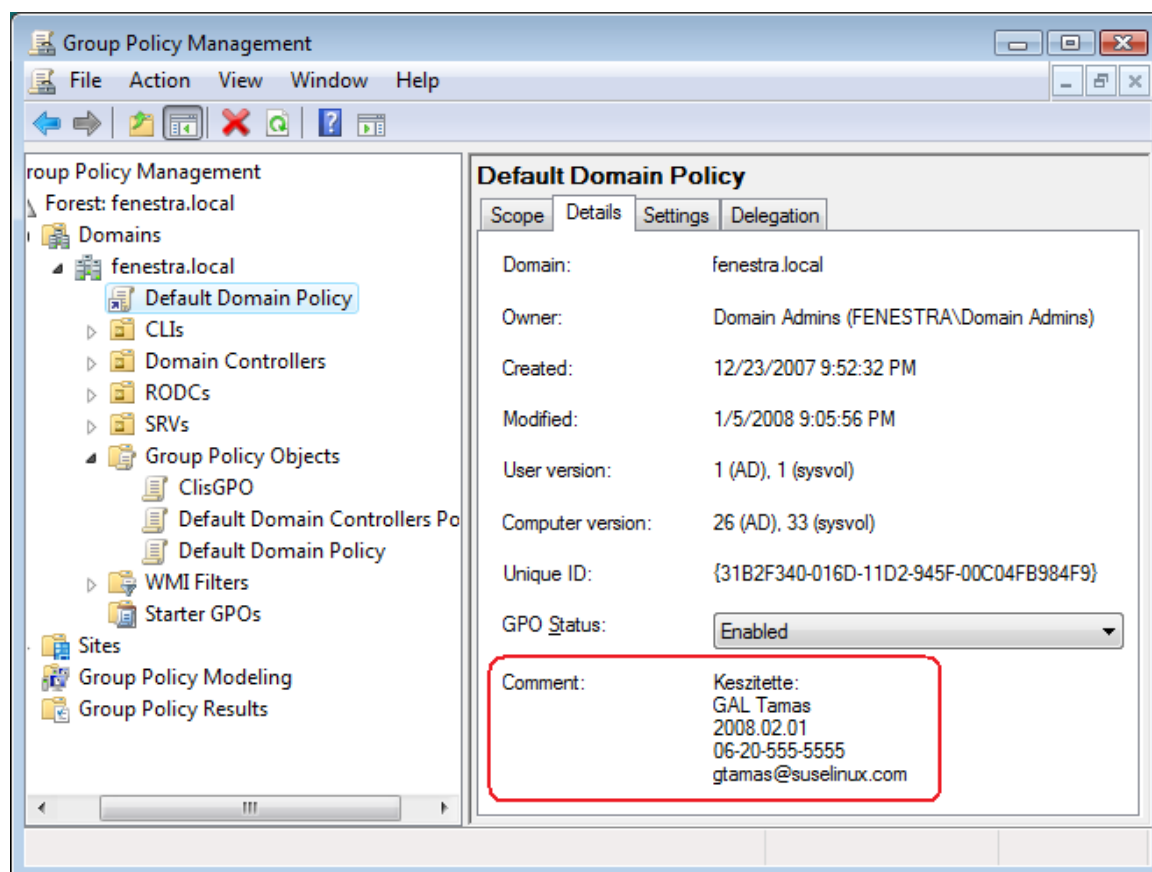 Group Policy Management
File Action View Window Help
roup Policy Management
Forest: fenestra.local
Domains
fenestra.local
Default Domain Policy
CLIs
Domain Controllers
RODCs
SRVs
Group Policy Objects
ClisGPO
Default Domain Controllers Po
Default Domain Policy
WMI Filters
Starter GPOs
Sites
Group Policy Modeling
Group Policy Results
Default Domain Policy
Scope Details Settings Delegation
Domain: fenestra.local
Owner: Domain Admins (FENESTRA\Domain Admins)
Created: 12/23/2007 9:52:32 PM
Modified: 1/5/2008 9:05:56 PM
User version: 1 (AD), 1 (sysvol)
Computer version: 26 (AD), 33 (sysvol)
Unique ID: {31B2F340-016D-11D2-945F-00C04FB984F9}
GPO Status: Enabled
Comment: Keszitette:
GAL Tamas
2008.02.01
06-20-555-5555
gtamas@suselinux.com